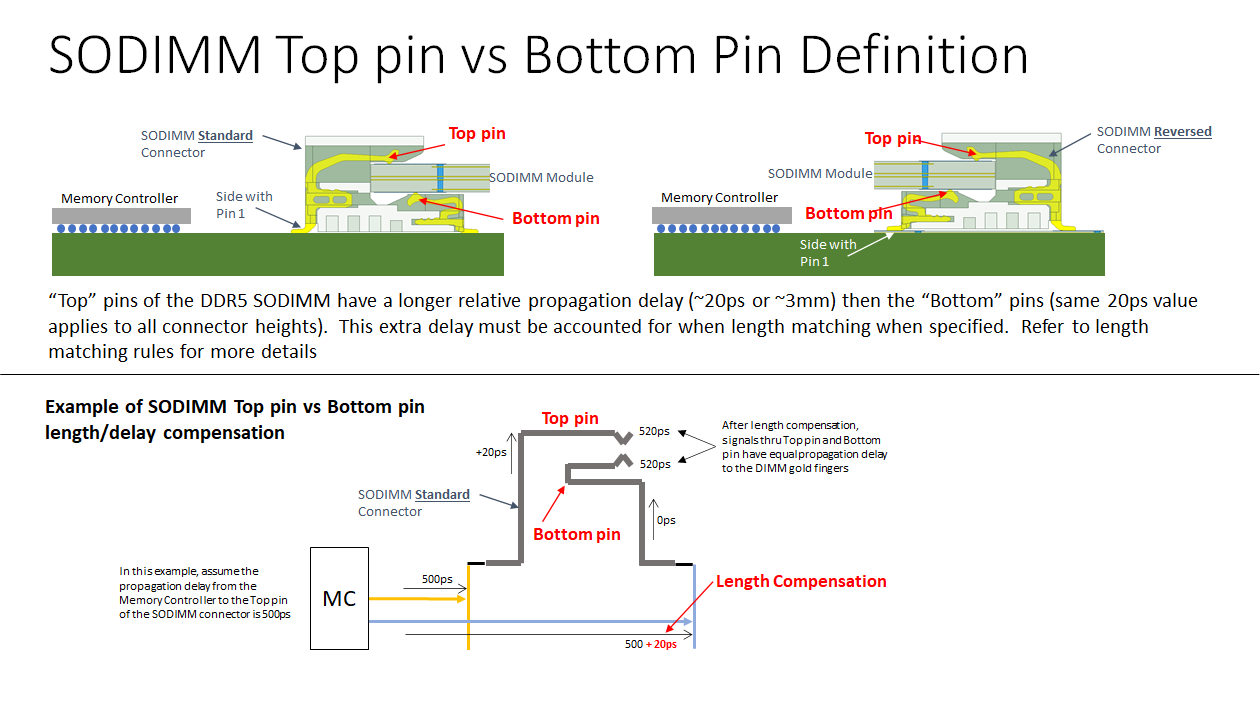 SODIMM Top pin vs Bottom Pin Definition
SODIMM Standard
Connector
Top pin
SODIMM Module
Memory Controller
Side with
Pin 1
Bottom pin
Top pin
SODIMM Reversed
Connector
SODIMM Module
Memory Controller
Bottom pin
Side with
Pin 1
“Top” pins of the DDR5 SODIMM have a longer relative propagation delay (~20ps or ~3mm) then the “Bottom” pins (same 20ps value
applies to all connector heights).  This extra delay must be accounted for when length matching when specified.  Refer to length
matching rules for more details
Example of SODIMM Top pin vs Bottom pin
length/delay compensation
Top pin
520ps
+20ps
520ps
After length compensation,
signals thru Top pin and Bottom
pin have equal propagation delay
to the DIMM gold fingers
SODIMM Standard
Connector
Bottom pin
0ps
In this example, assume the
propagation delay from the
Memory Controller to the Top pin
of the SODIMM connector is 500ps
MC
500ps
Length Compensation
500 + 20ps